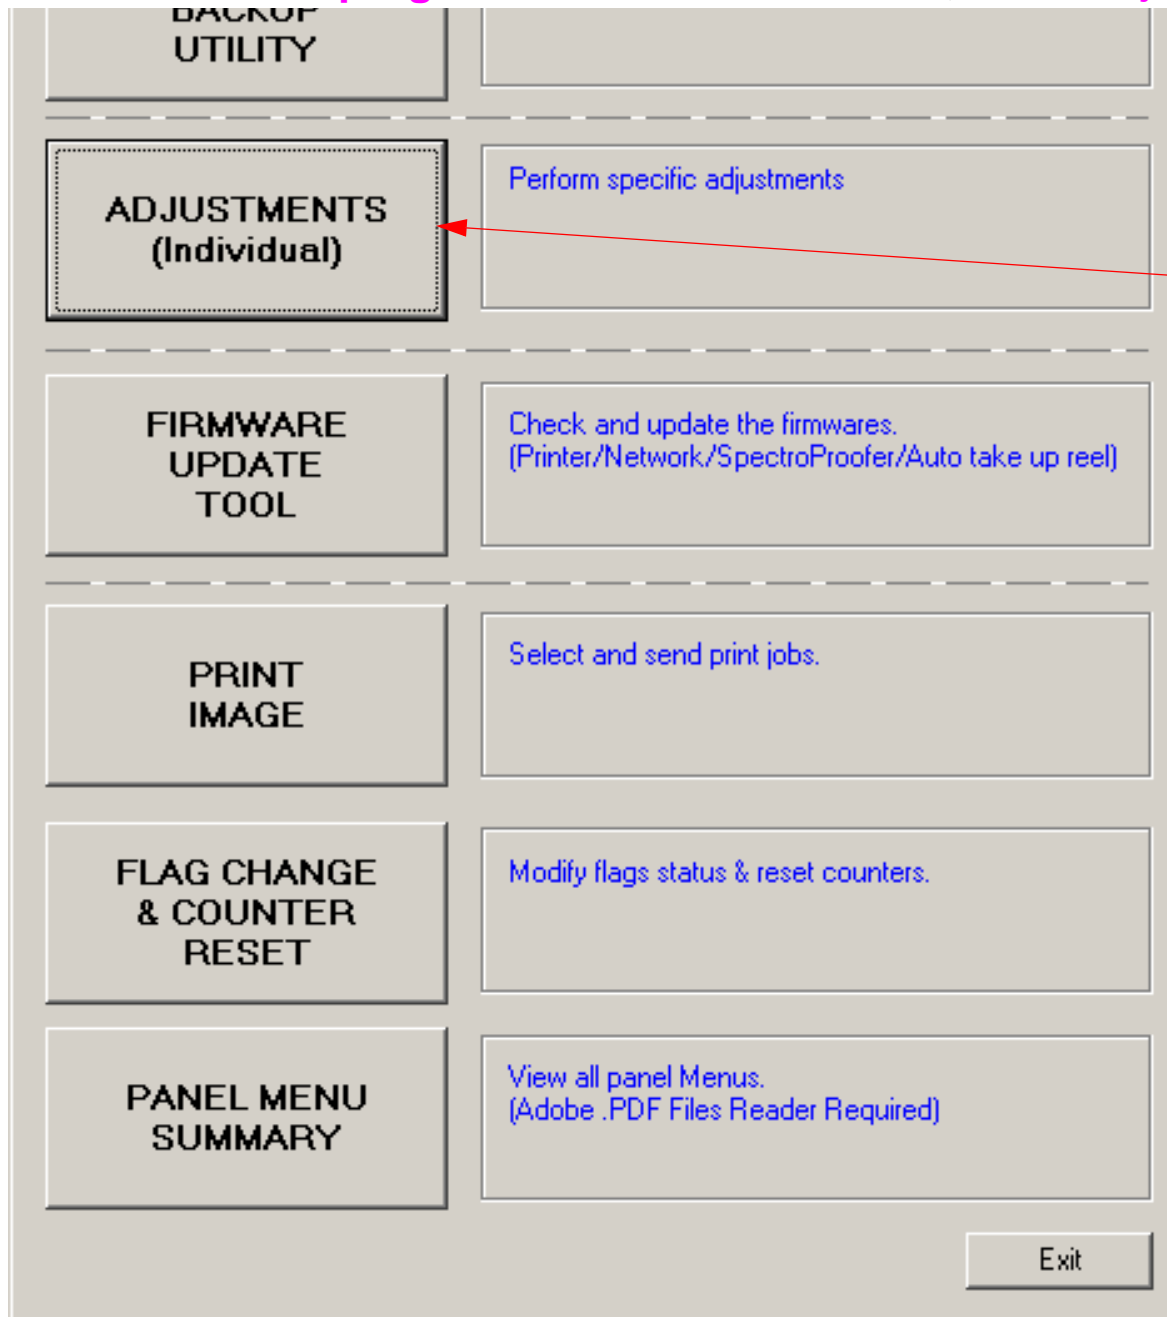 BACKUP
UTILITY
ADJUSTMENTS
(Individual)
Perform specific adjustments
FIRMWARE
UPDATE
TOOL
Check and update the firmwares.
(Printer/Network/SpectroProofer/Auto take up reel)
PRINT
IMAGE
Select and send print jobs.
FLAG CHANGE
& COUNTER
RESET
Modify flags status & reset counters.
PANEL MENU
SUMMARY
View all panel Menus.
(Adobe .PDF Files Reader Required)
Exit